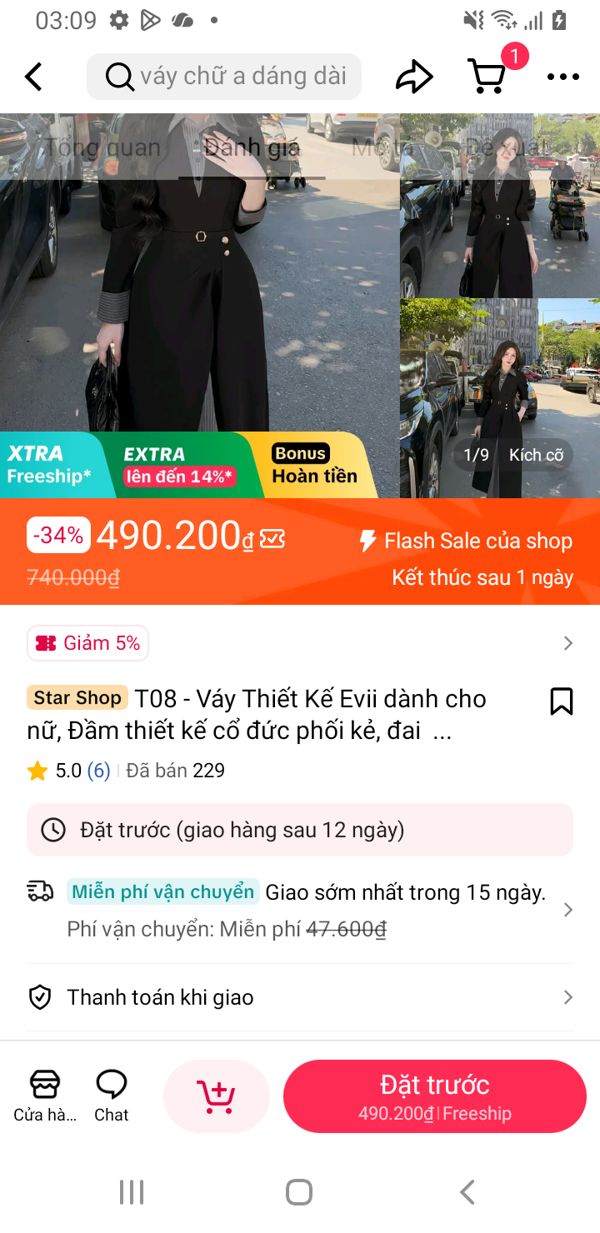 03:09
1
váy chữ a dáng dài
Tổng quan Đánh giá Mô tả Đề xuất
XTRA
Freeship*
EXTRA
lên đến 14%*
Bonus
Hoàn tiền
1/9 Kích cỡ
-34% 490.200₫
740.000₫
Flash Sale của shop
Kết thúc sau 1 ngày
Giảm 5%
Star Shop T08 - Váy Thiết Kế Evii dành cho
nữ, Đầm thiết kế cổ đức phối kẻ, đai ...
5.0 (6) Đã bán 229
Đặt trước (giao hàng sau 12 ngày)
Miễn phí vận chuyển Giao sớm nhất trong 15 ngày.
Phí vận chuyển: Miễn phí 47.600₫
Thanh toán khi giao
Cửa hà... Chat
Đặt trước
490.200₫ | Freeship